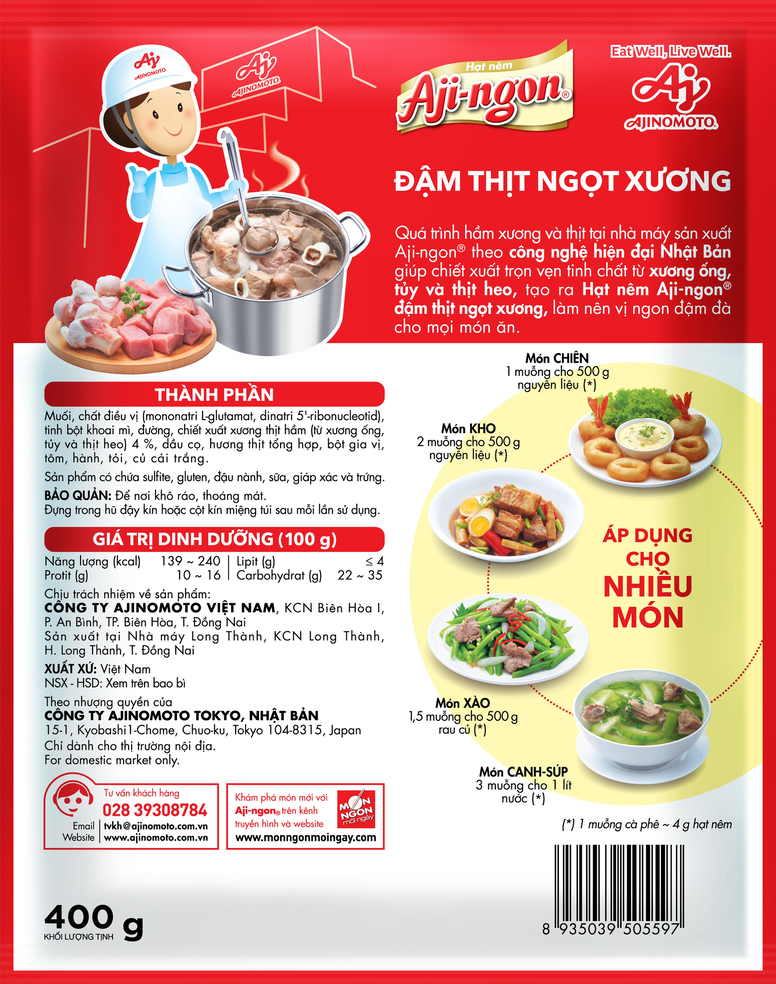 Aj
AJINOMOTO
Aj
AJINOMOTO
Hạt nêm
Aji-ngon®
Eat Well, Live Well.
Aj
AJINOMOTO.
ĐẬM THỊT NGỌT XƯƠNG
Quá trình hầm xương và thịt tại nhà máy sản xuất
Aji-ngon® theo công nghệ hiện đại Nhật Bản
giúp chiết xuất trọn vẹn tinh chất từ xương ống,
tủy và thịt heo, tạo ra Hạt nêm Aji-ngon®
đậm thịt ngọt xương, làm nên vị ngon đậm đà
cho mọi món ăn.
THÀNH PHẦN
Muối, chất điều vị (mononatri L-glutamat, dinatri 5'-ribonucleotid),
tinh bột khoai mì, đường, chiết xuất xương thịt hầm (từ xương ống,
tủy và thịt heo) 4 %, dầu cọ, hương thịt tổng hợp, bột gia vị,
tôm, hành, tỏi, củ cải trắng.
Sản phẩm có chứa sulfite, gluten, đậu nành, sữa, giáp xác và trứng.
BẢO QUẢN: Để nơi khô ráo, thoáng mát.
Đựng trong hũ đậy kín hoặc cột kín miệng túi sau mỗi lần sử dụng.
GIÁ TRỊ DINH DƯỠNG (100 g)
Năng lượng (kcal) 139 ~ 240 | Lipit (g) ≤ 4
Protit (g) 10 ~ 16 | Carbohydrat (g) 22 ~ 35
Chịu trách nhiệm về sản phẩm:
CÔNG TY AJINOMOTO VIỆT NAM, KCN Biên Hòa I,
P. An Bình, TP. Biên Hòa, T. Đồng Nai
Sản xuất tại Nhà máy Long Thành, KCN Long Thành,
H. Long Thành, T. Đồng Nai
XUẤT XỨ: Việt Nam
NSX - HSD: Xem trên bao bì
Theo nhượng quyền của
CÔNG TY AJINOMOTO TOKYO, NHẬT BẢN
15-1, Kyobashi1-Chome, Chuo-ku, Tokyo 104-8315, Japan
Chỉ dành cho thị trường nội địa.
For domestic market only.
Tư vấn khách hàng
028 39308784
Email | tvkh@ajinomoto.com.vn
Website | www.ajinomoto.com.vn
Khám phá món mới với
Aji-ngon® trên kênh
truyền hình và website
www.monngonmoingay.com
MÓN
NGON
mỗi ngày
400 g
KHỐI LƯỢNG TỊNH
Món CHIÊN
1 muỗng cho 500 g
nguyên liệu (*)
Món KHO
2 muỗng cho 500 g
nguyên liệu (*)
ÁP DỤNG
CHO
NHIỀU
MÓN
Món XÀO
1,5 muỗng cho 500 g
rau củ (*)
Món CANH-SÚP
3 muỗng cho 1 lít
nước (*)
(*) 1 muỗng cà phê ~ 4 g hạt nêm
8 935039 505597